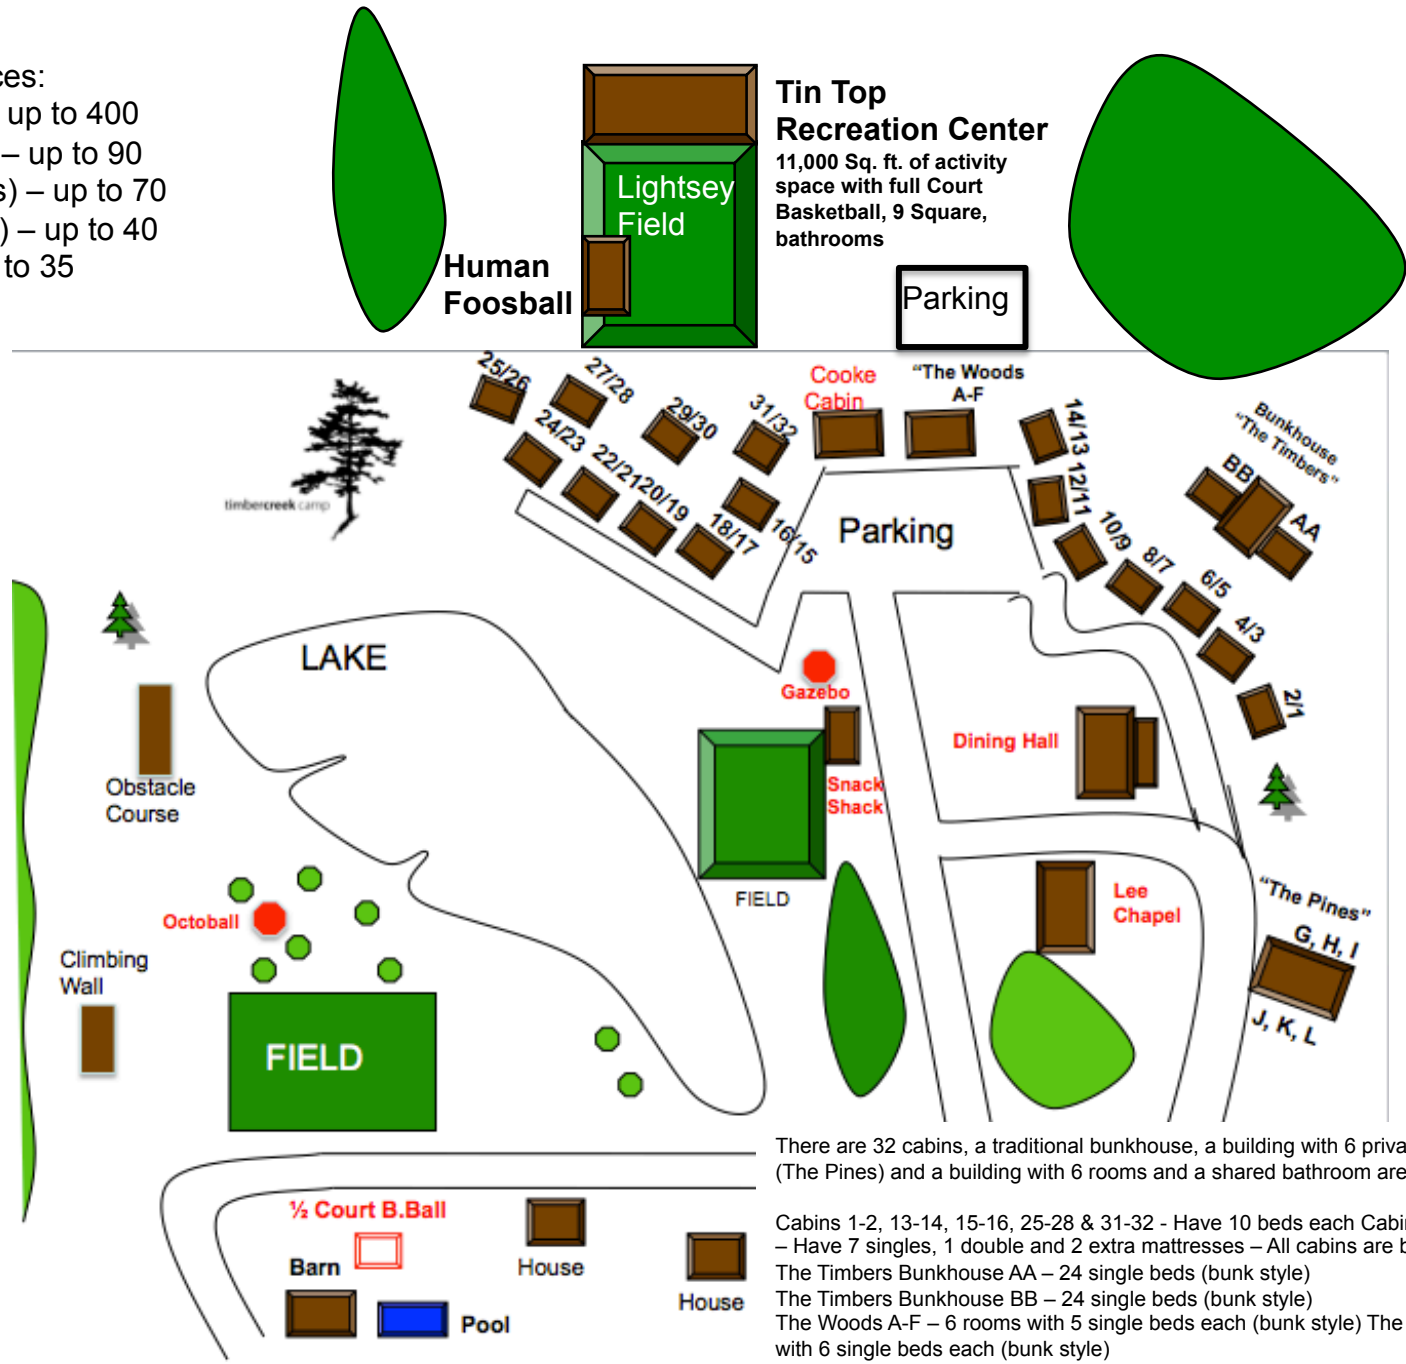 ces:
up to 400
– up to 90
s) – up to 70
) – up to 40
to 35
Tin Top
Recreation Center
11,000 Sq. ft. of activity
space with full Court
Basketball, 9 Square,
bathrooms
Lightsey
Field
Human
Foosball
Parking
25/26
27/28
29/30
31/32
Cooke
Cabin
"The Woods
A-F
14/13
Bunkhouse
"The Timbers"
BB
AA
24/23
22/21
20/19
18/17
16/15
12/11
10/9
8/7
6/5
4/3
2/1
timbercreek camp
Parking
LAKE
Gazebo
Dining Hall
Snack
Shack
Obstacle
Course
FIELD
Lee
Chapel
"The Pines"
G, H, I
J, K, L
Octoball
Climbing
Wall
FIELD
There are 32 cabins, a traditional bunkhouse, a building with 6 priva
(The Pines) and a building with 6 rooms and a shared bathroom are
Cabins 1-2, 13-14, 15-16, 25-28 & 31-32 - Have 10 beds each Cabi
– Have 7 singles, 1 double and 2 extra mattresses – All cabins are b
The Timbers Bunkhouse AA – 24 single beds (bunk style)
The Timbers Bunkhouse BB – 24 single beds (bunk style)
The Woods A-F – 6 rooms with 5 single beds each (bunk style) The
with 6 single beds each (bunk style)
½ Court B.Ball
Barn
House
House
Pool